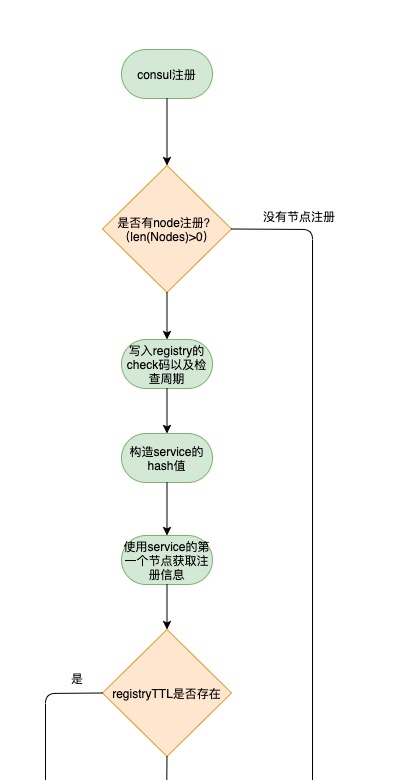 consul注册
是否有node注册?
(len(Nodes)>0)
没有节点注册
写入registry的
check码以及检
查周期
构造service的
hash值
使用service的第
一个节点获取注
册信息
是
registryTTL是否存在